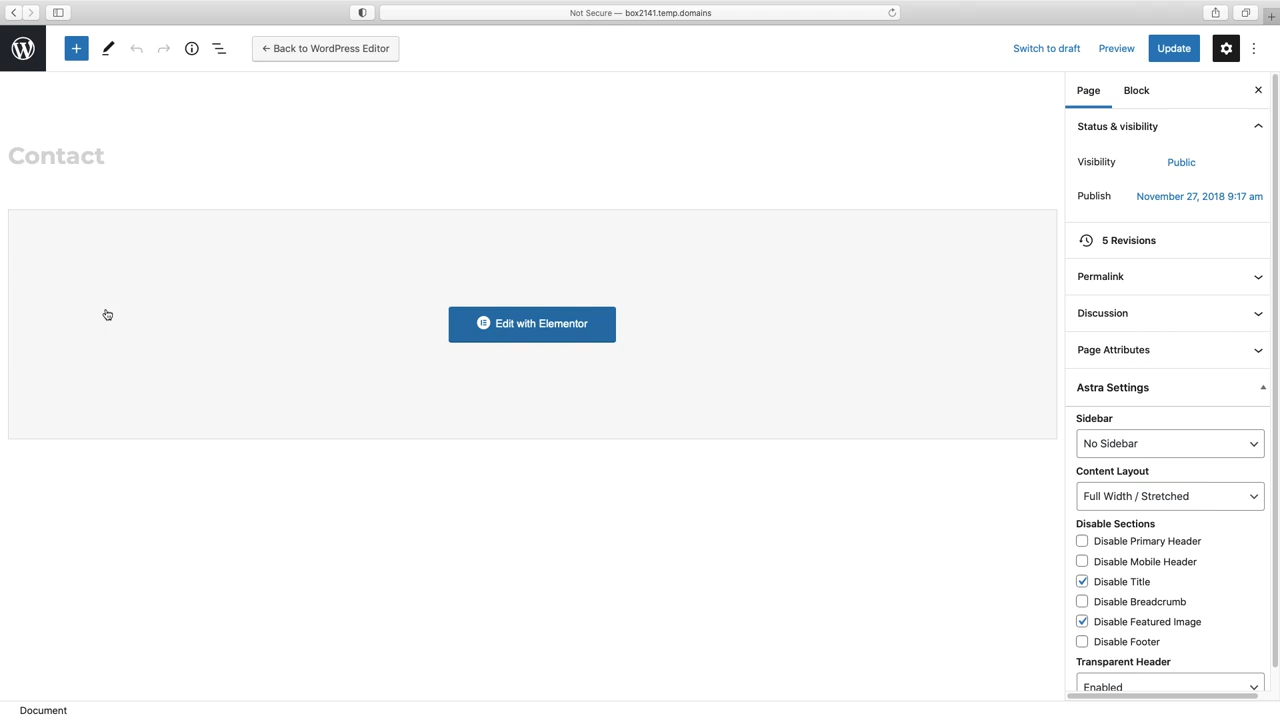 Not Secure — box2141.temp.domains
← Back to WordPress Editor
Switch to draft
Preview
Update
Page
Block
Contact
Status & visibility
Visibility
Public
Publish
November 27, 2018 9:17 am
5 Revisions
Permalink
Discussion
Edit with Elementor
Page Attributes
Astra Settings
Sidebar
No Sidebar
Content Layout
Full Width / Stretched
Disable Sections
Disable Primary Header
Disable Mobile Header
Disable Title
Disable Breadcrumb
Disable Featured Image
Disable Footer
Transparent Header
Enabled
Document